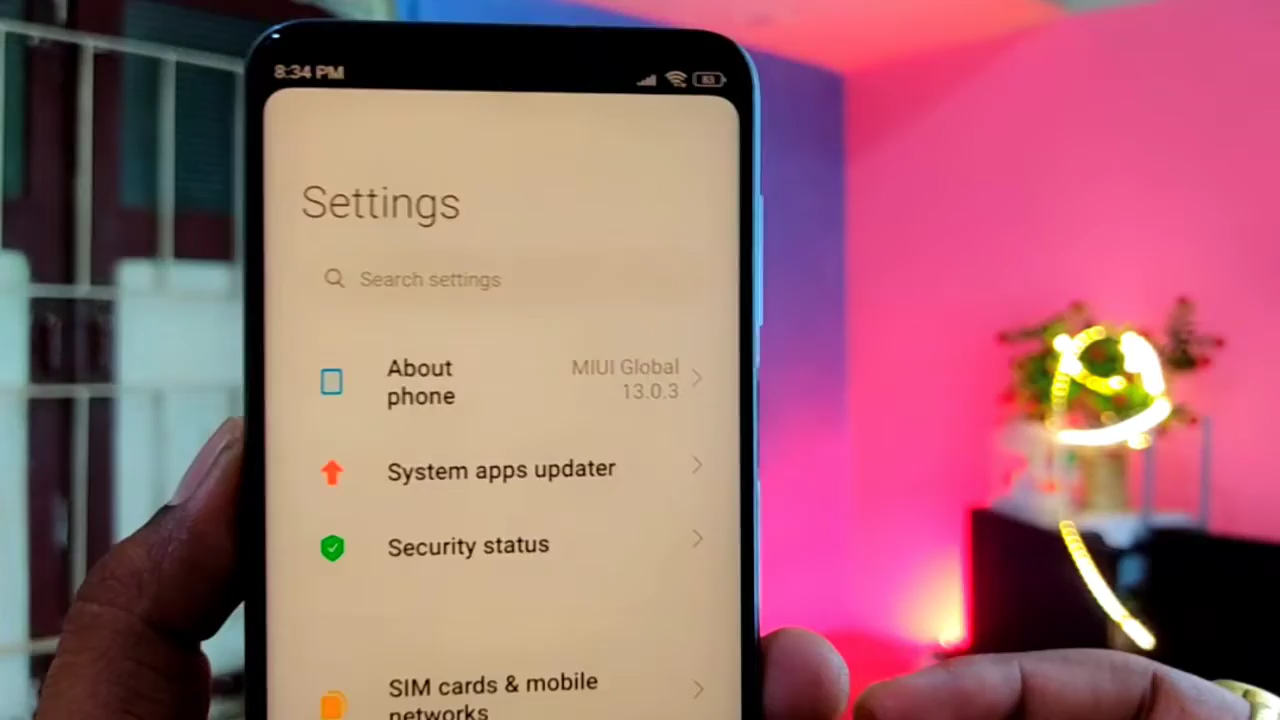 8:34 PM
83
Settings
Search settings
About
phone
MIUI Global
13.0.3
System apps updater
Security status
SIM cards & mobile
networks